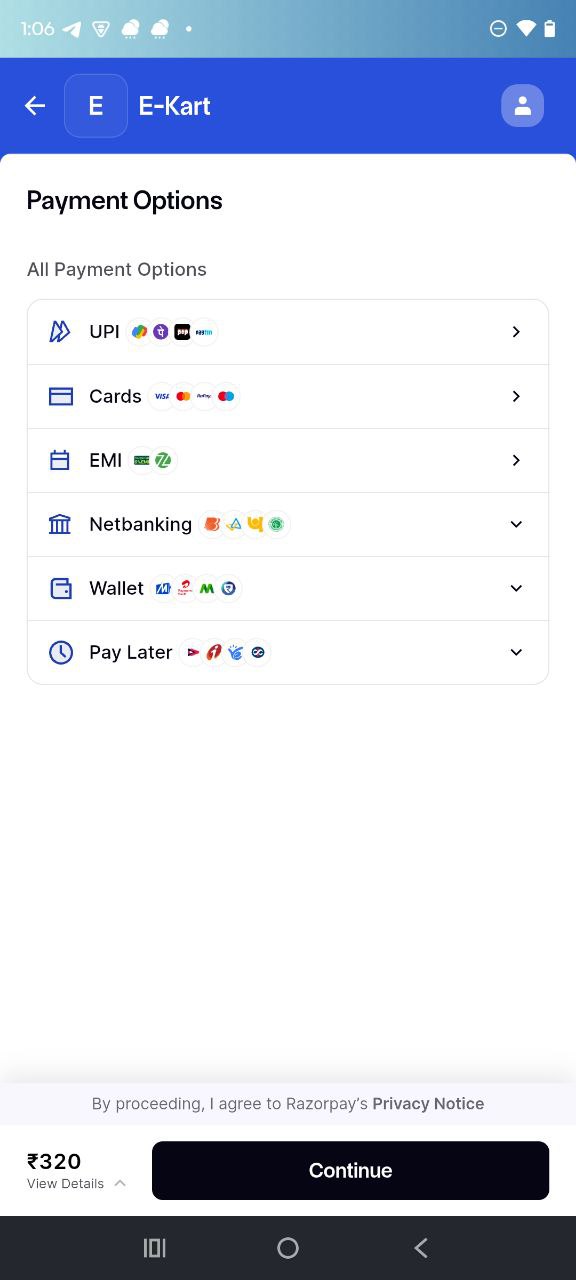 1:06
E
E-Kart
Payment Options
All Payment Options
UPI
Cards VISA
EMI
Netbanking
Wallet
Pay Later
By proceeding, I agree to Razorpay's Privacy Notice
₹320
View Details
Continue